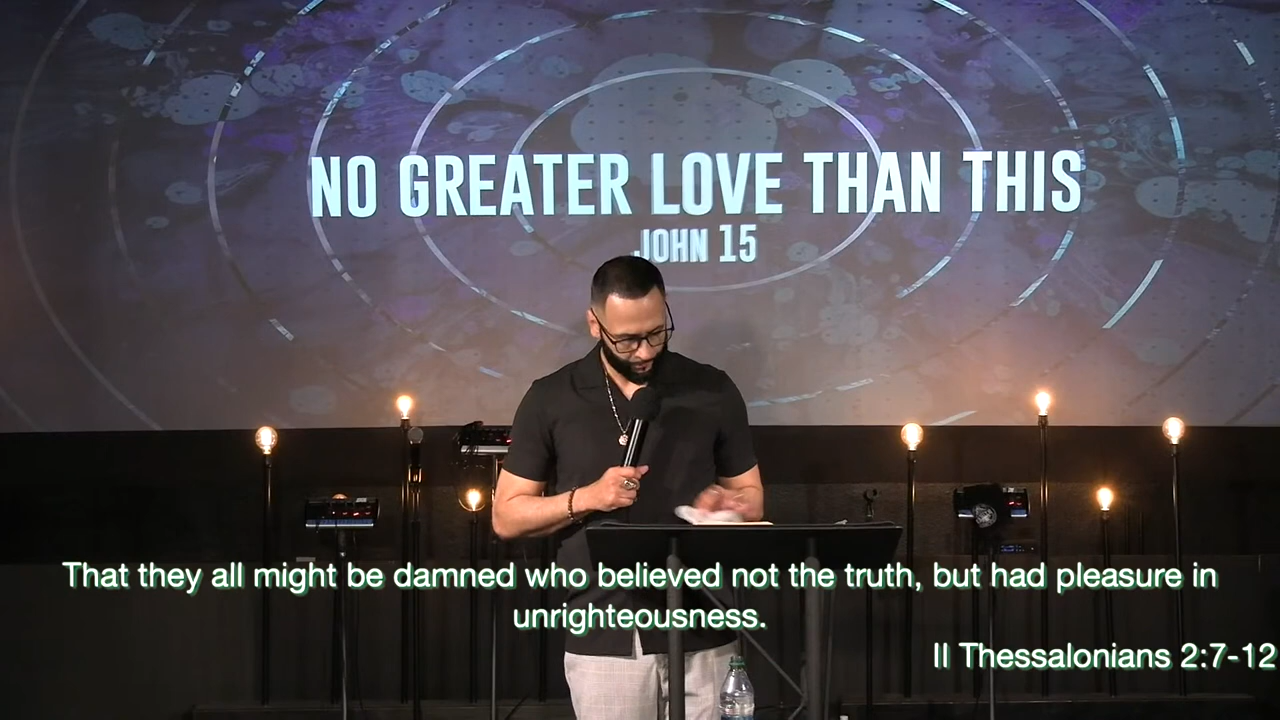 NO GREATER LOVE THAN THIS
JOHN 15
That they all might be damned who believed not the truth, but had pleasure in
unrighteousness.
II Thessalonians 2:7-12